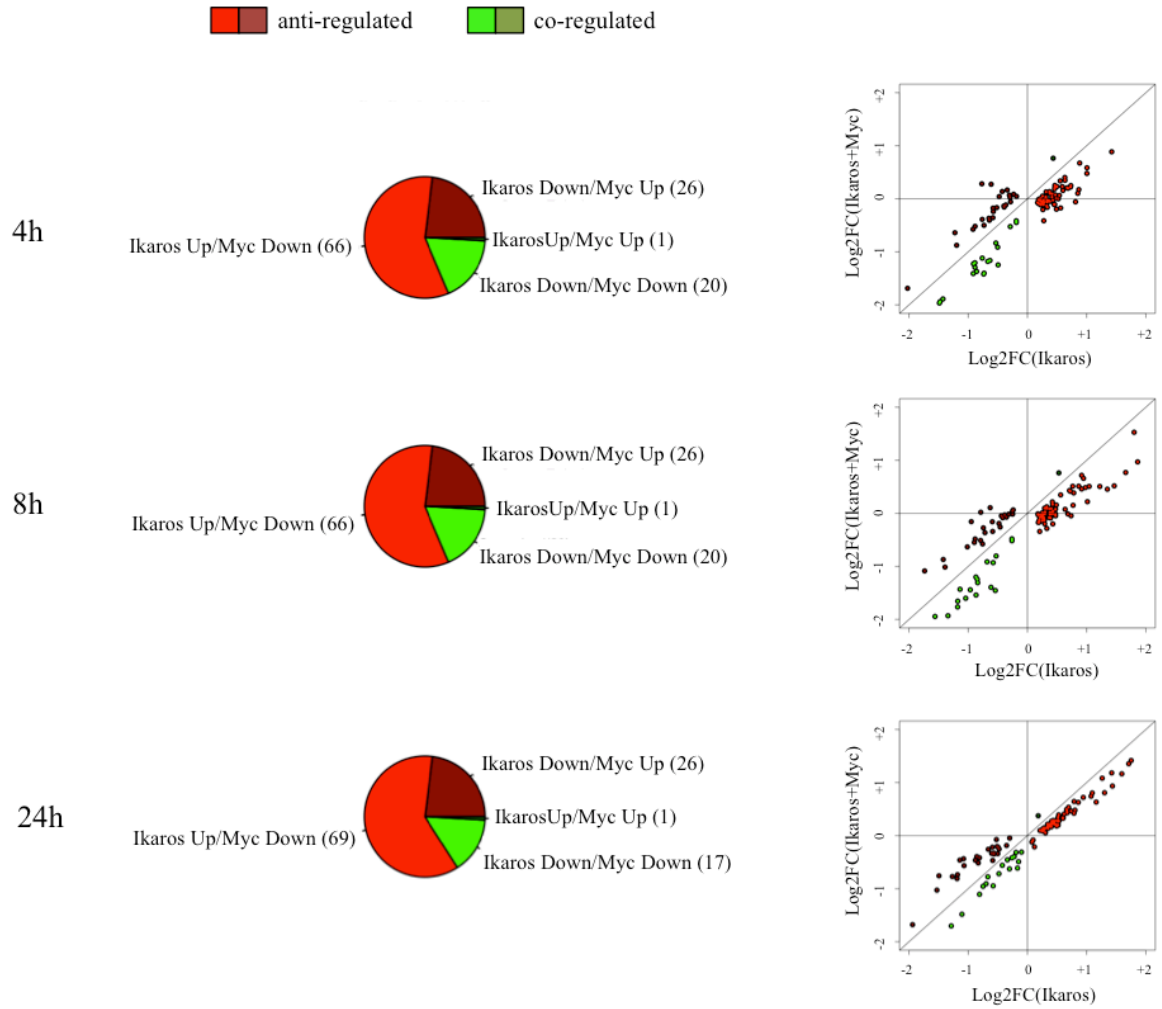 anti-regulated co-regulated
4h
Ikaros Down/Myc Up (26)
IkarosUp/Myc Up (1)
Ikaros Up/Myc Down (66)
Ikaros Down/Myc Down (20)
Log2FC(Ikaros+Myc)
+2
+1
0
-1
-2
-2 -1 0 +1 +2
Log2FC(Ikaros)
8h
Ikaros Down/Myc Up (26)
IkarosUp/Myc Up (1)
Ikaros Up/Myc Down (66)
Ikaros Down/Myc Down (20)
Log2FC(Ikaros+Myc)
+2
+1
0
-1
-2
-2 -1 0 +1 +2
Log2FC(Ikaros)
24h
Ikaros Down/Myc Up (26)
IkarosUp/Myc Up (1)
Ikaros Up/Myc Down (69)
Ikaros Down/Myc Down (17)
Log2FC(Ikaros+Myc)
+2
+1
0
-1
-2
-2 -1 0 +1 +2
Log2FC(Ikaros)